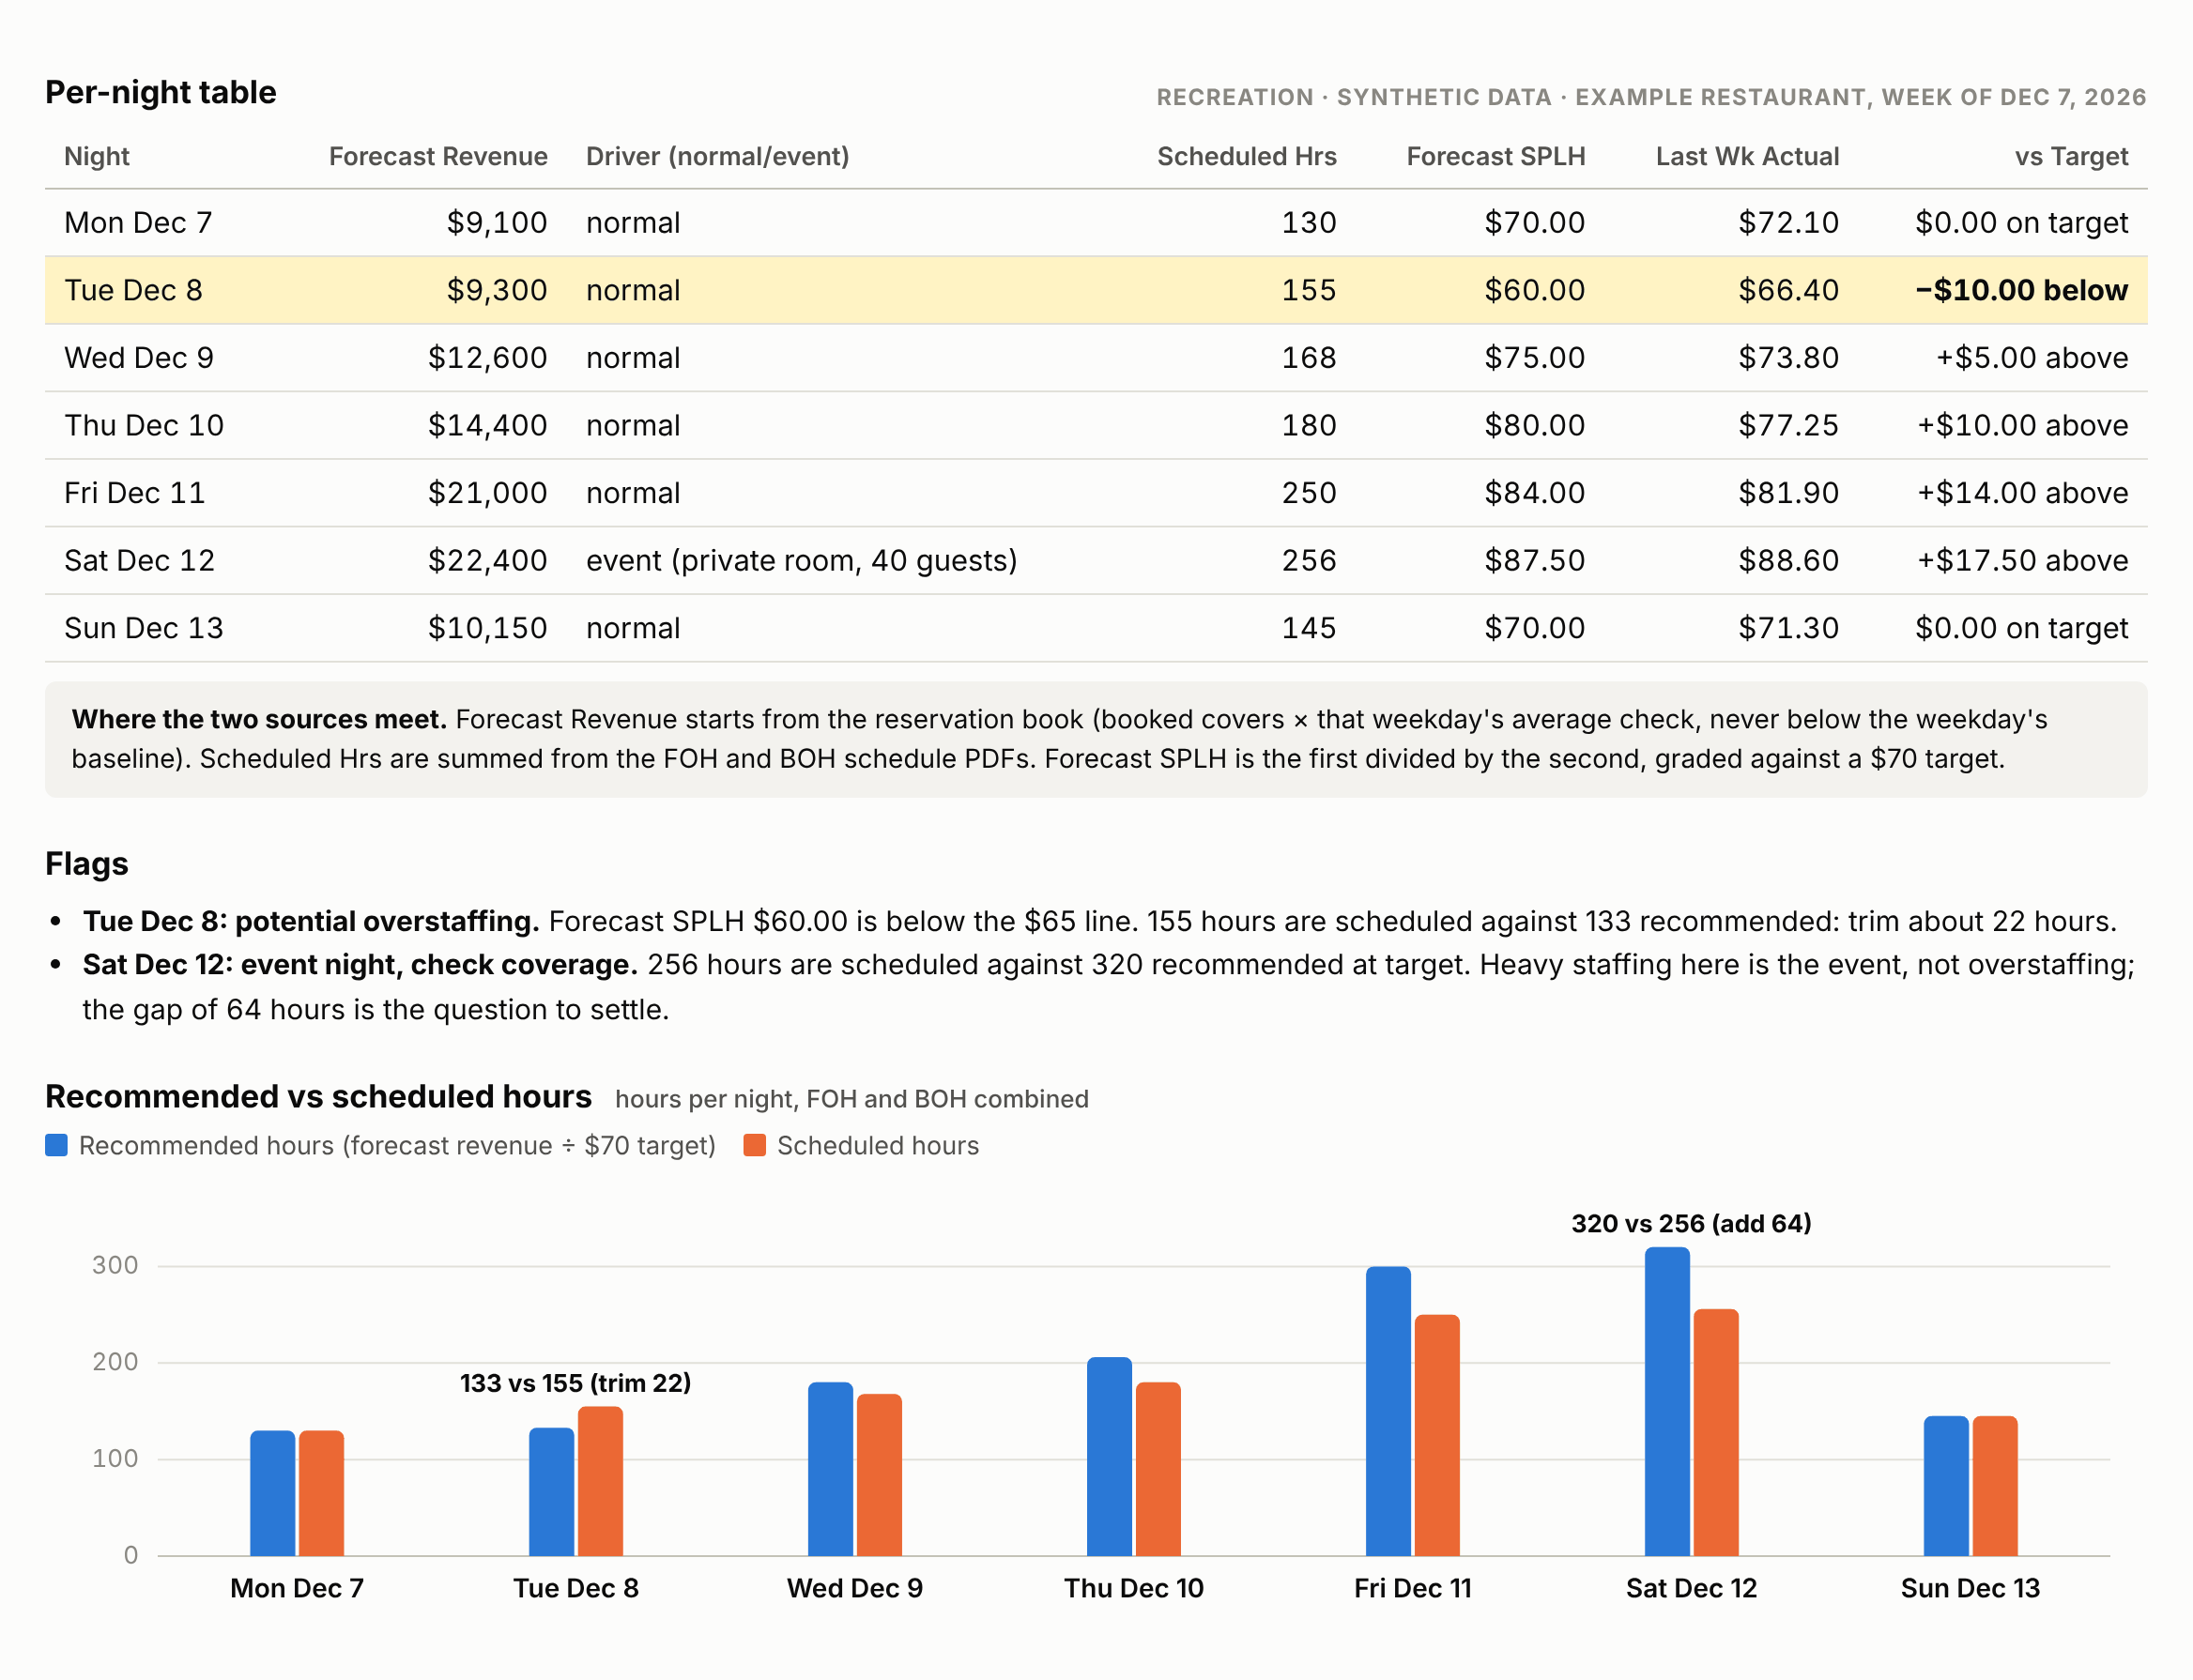 Per-night table
RECREATION · SYNTHETIC DATA · EXAMPLE RESTAURANT, WEEK OF DEC 7, 2026
Night Forecast Revenue Driver (normal/event) Scheduled Hrs Forecast SPLH Last Wk Actual vs Target
Mon Dec 7 $9,100 normal 130 $70.00 $72.10 $0.00 on target
Tue Dec 8 $9,300 normal 155 $60.00 $66.40 −$10.00 below
Wed Dec 9 $12,600 normal 168 $75.00 $73.80 +$5.00 above
Thu Dec 10 $14,400 normal 180 $80.00 $77.25 +$10.00 above
Fri Dec 11 $21,000 normal 250 $84.00 $81.90 +$14.00 above
Sat Dec 12 $22,400 event (private room, 40 guests) 256 $87.50 $88.60 +$17.50 above
Sun Dec 13 $10,150 normal 145 $70.00 $71.30 $0.00 on target
Where the two sources meet. Forecast Revenue starts from the reservation book (booked covers × that weekday's average check, never below the weekday's
baseline). Scheduled Hrs are summed from the FOH and BOH schedule PDFs. Forecast SPLH is the first divided by the second, graded against a $70 target.
Flags
• Tue Dec 8: potential overstaffing. Forecast SPLH $60.00 is below the $65 line. 155 hours are scheduled against 133 recommended: trim about 22 hours.
• Sat Dec 12: event night, check coverage. 256 hours are scheduled against 320 recommended at target. Heavy staffing here is the event, not overstaffing;
the gap of 64 hours is the question to settle.
Recommended vs scheduled hours hours per night, FOH and BOH combined
Recommended hours (forecast revenue ÷ $70 target) Scheduled hours
320 vs 256 (add 64)
300
200
133 vs 155 (trim 22)
100
0
Mon Dec 7 Tue Dec 8 Wed Dec 9 Thu Dec 10 Fri Dec 11 Sat Dec 12 Sun Dec 13